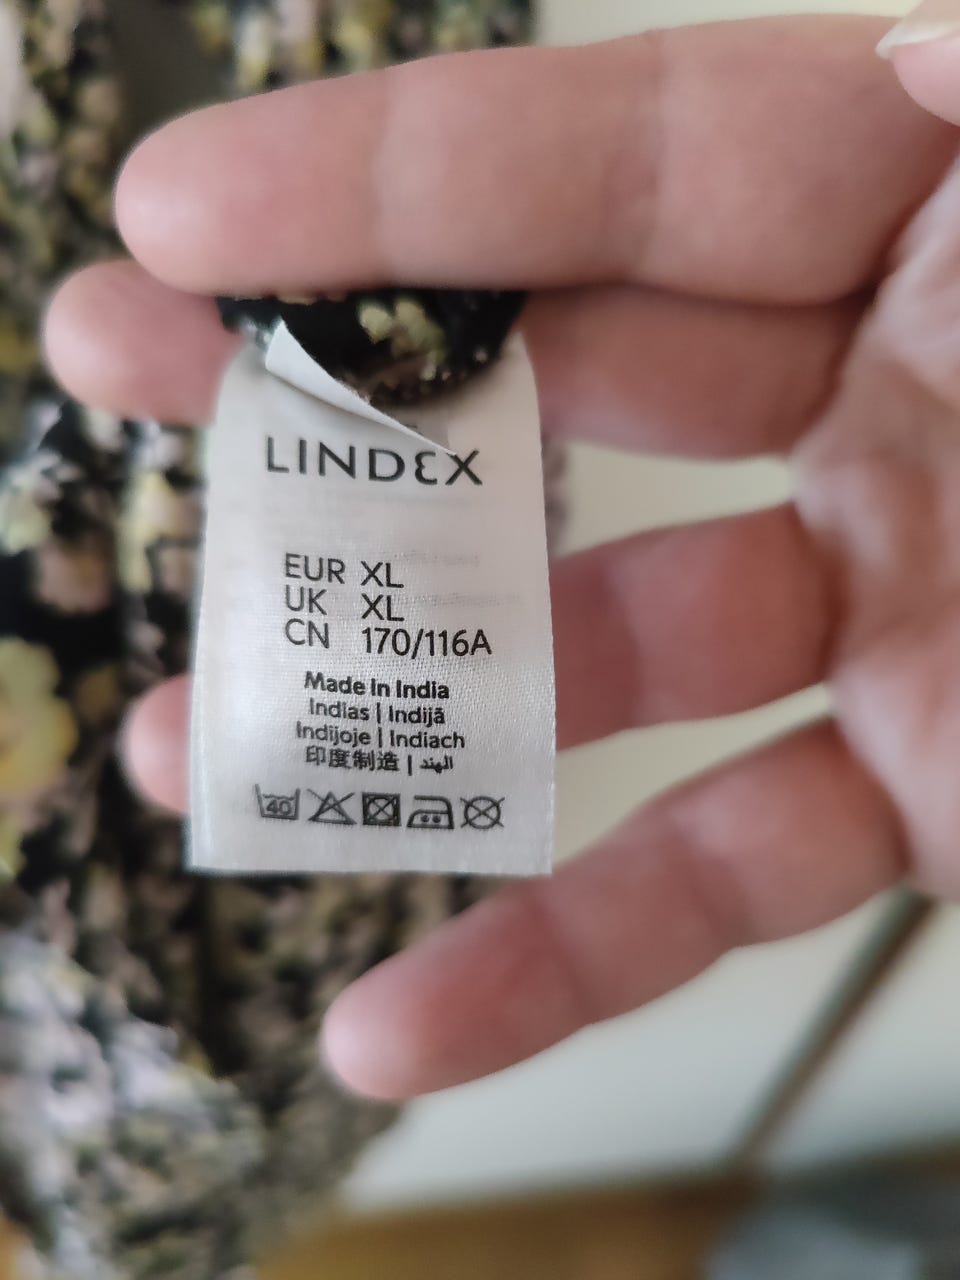 LINDEX
EUR XL
UK XL
CN 170/116A
Made in India
Indias | Indijā
Indijoje | Indiach
印度制造 | الهند
40